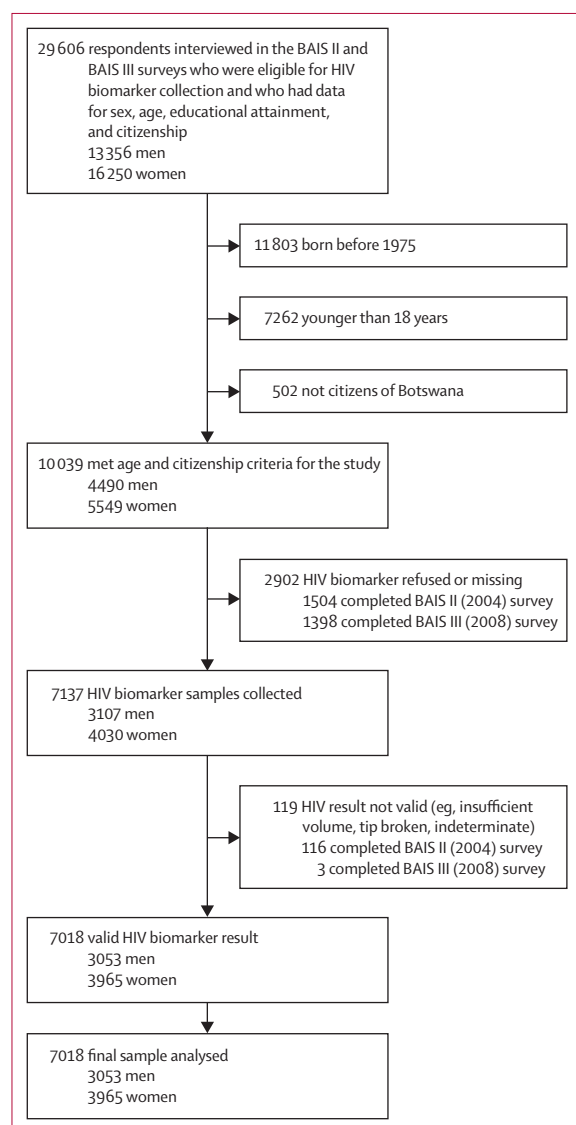 29 606 respondents interviewed in the BAIS II and
BAIS III surveys who were eligible for HIV
biomarker collection and who had data
for sex, age, educational attainment,
and citizenship
13 356 men
16 250 women
11 803 born before 1975
7262 younger than 18 years
502 not citizens of Botswana
10 039 met age and citizenship criteria for the study
4490 men
5549 women
2902 HIV biomarker refused or missing
1504 completed BAIS II (2004) survey
1398 completed BAIS III (2008) survey
7137 HIV biomarker samples collected
3107 men
4030 women
119 HIV result not valid (eg, insufficient
volume, tip broken, indeterminate)
116 completed BAIS II (2004) survey
3 completed BAIS III (2008) survey
7018 valid HIV biomarker result
3053 men
3965 women
7018 final sample analysed
3053 men
3965 women